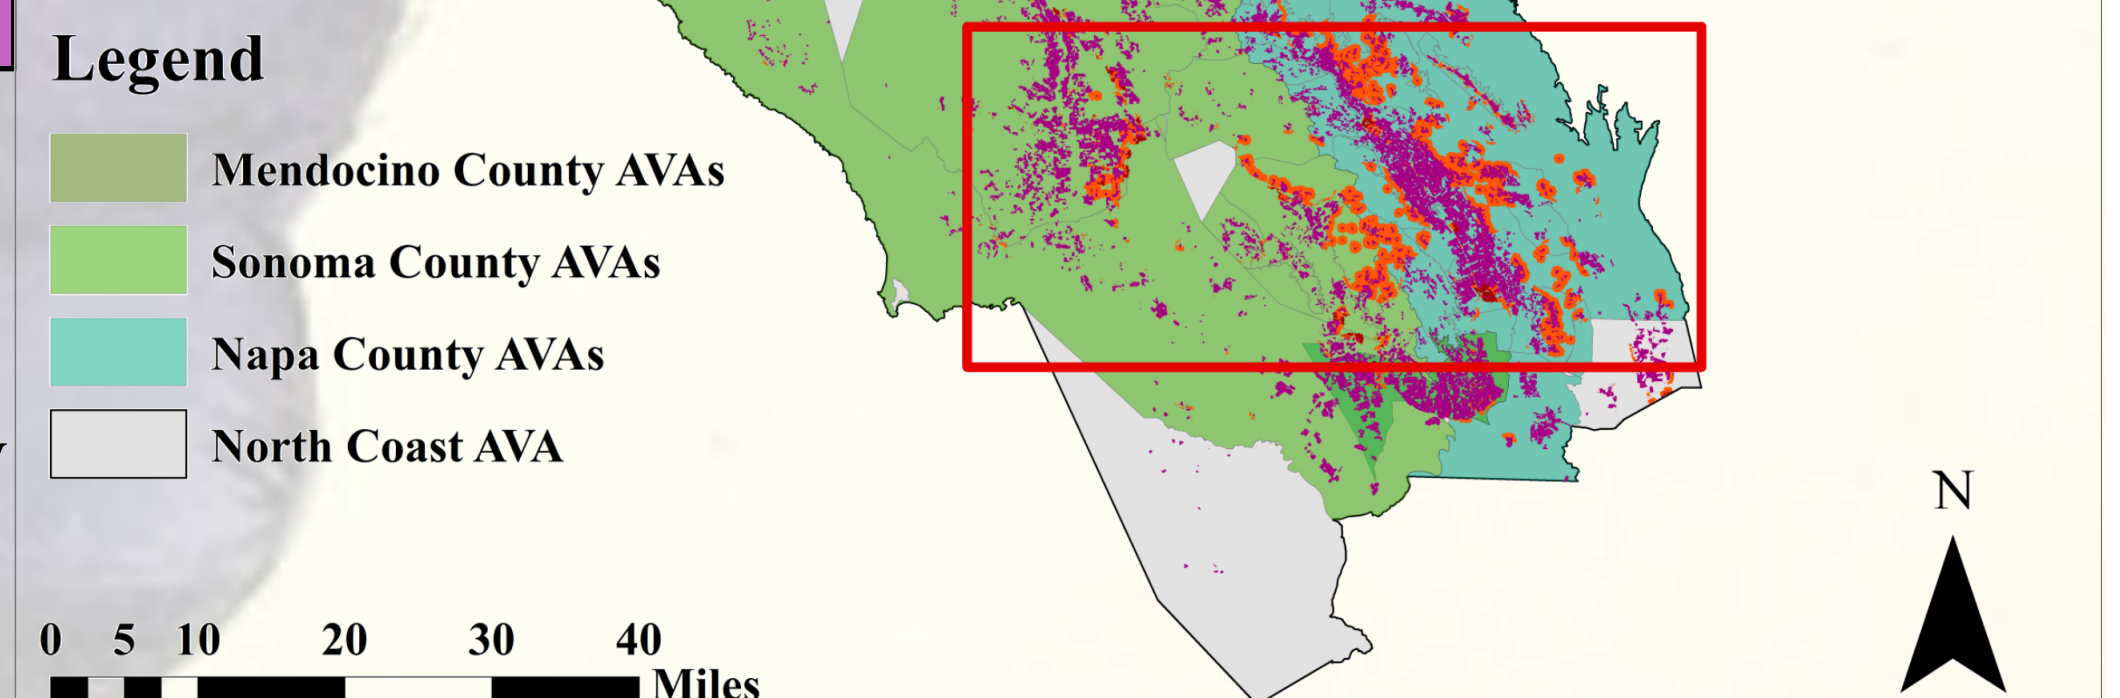 Legend
Mendocino County AVAs
Sonoma County AVAs
Napa County AVAs
North Coast AVA
N
0 5 10 20 30 40
Miles